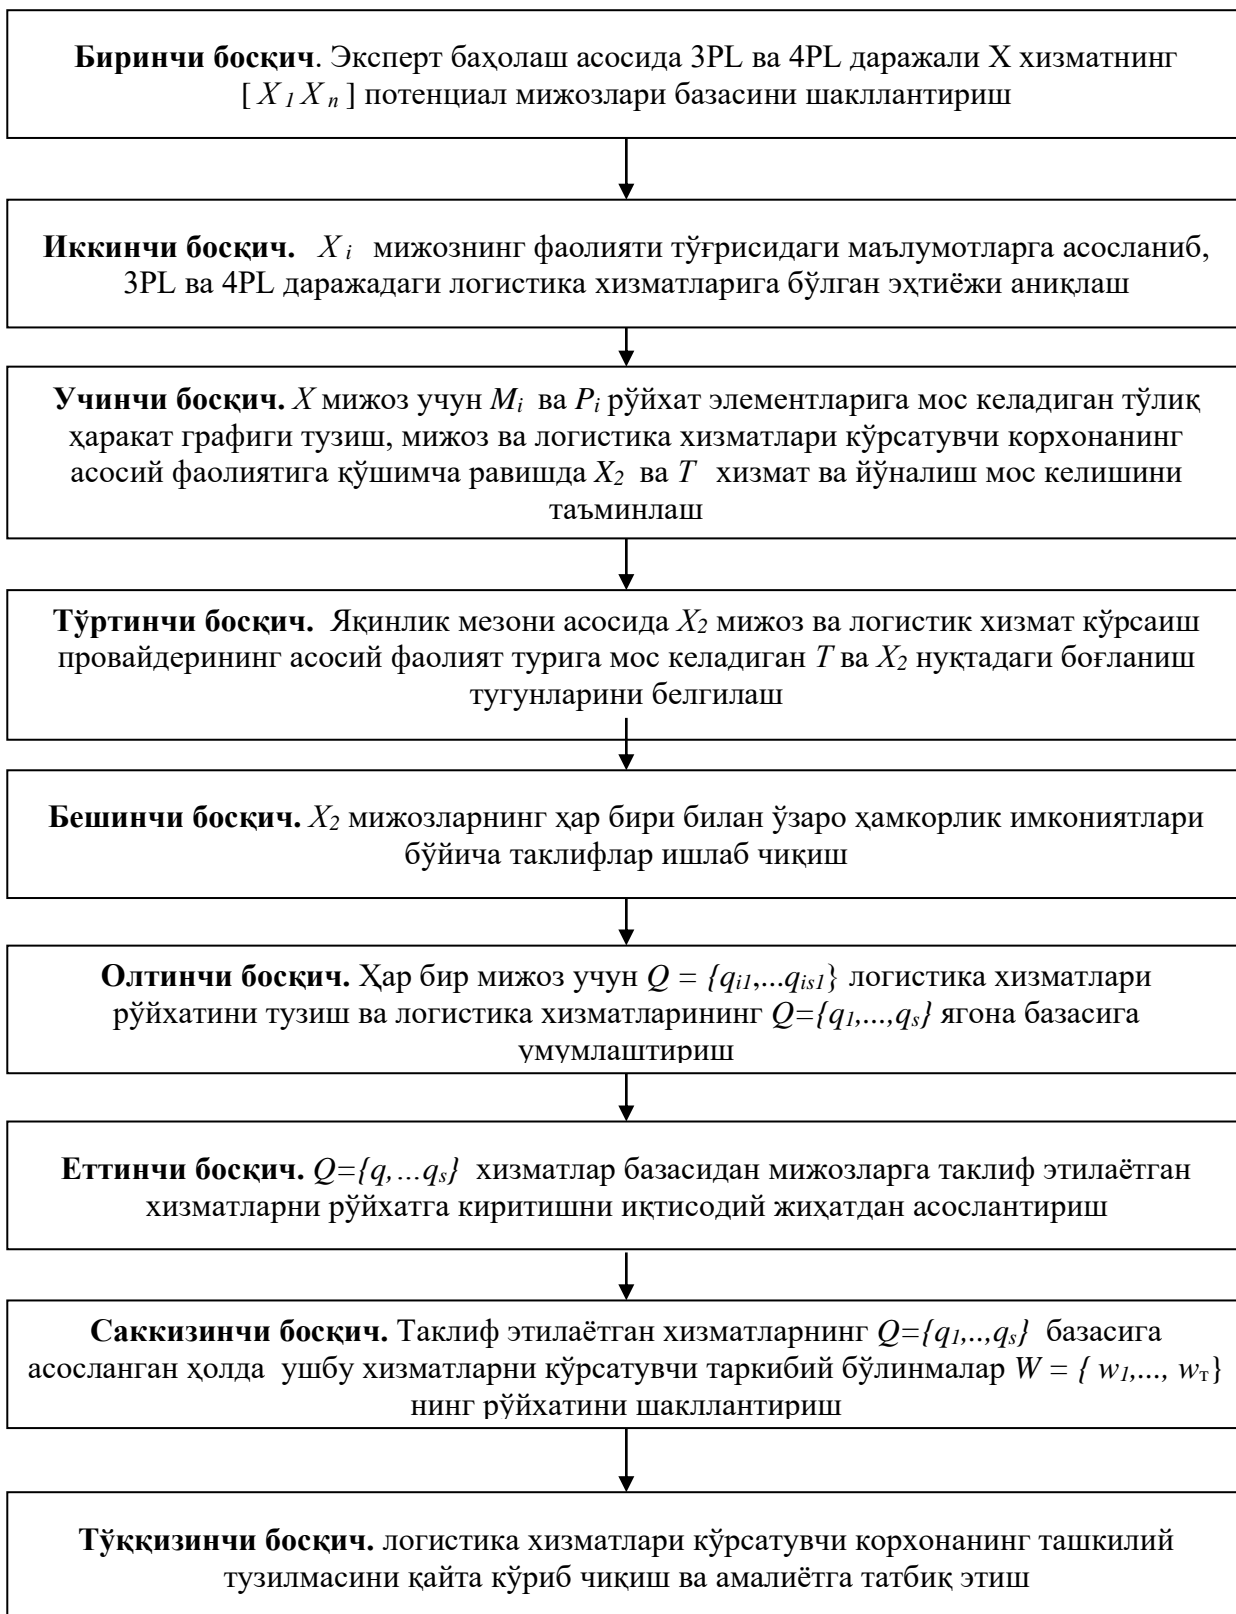 Биринчи босқич. Эксперт баҳолаш асосида 3PL ва 4PL даражали X хизматнинг
[ X 1 X n ] потенциал мижозлари базасини шакллантириш
Иккинчи босқич. X i мижознинг фаолияти тўғрисидаги маълумотларга асосланиб,
3PL ва 4PL даражадаги логистика хизматларига бўлган эҳтиёжи аниқлаш
Учинчи босқич. X мижоз учун Mi ва Pi рўйхат элементларига мос келадиган тўлиқ
ҳаракат графиги тузиш, мижоз ва логистика хизматлари кўрсатувчи корхонанинг
асосий фаолиятига қўшимча равишда X2 ва T хизмат ва йўналиш мос келишини
таъминлаш
Тўртинчи босқич. Яқинлик мезони асосида X2 мижоз ва логистик хизмат кўрсаиш
провайдерининг асосий фаолият турига мос келадиган T ва X2 нуқтадаги боғланиш
тугунларини белгилаш
Бешинчи босқич. X2 мижозларнинг ҳар бири билан ўзаро ҳамкорлик имкониятлари
бўйича таклифлар ишлаб чиқиш
Олтинчи босқич. Ҳар бир мижоз учун Q = {qi1,...qis1} логистика хизматлари
рўйхатини тузиш ва логистика хизматларининг Q={q1,...,qs} ягона базасига
умумлаштириш
Еттинчи босқич. Q={q, ...qs} хизматлар базасидан мижозларга таклиф этилаётган
хизматларни рўйхатга киритишни иқтисодий жиҳатдан асослантириш
Саккизинчи босқич. Таклиф этилаётган хизматларнинг Q={q1,..,qs} базасига
асосланган ҳолда ушбу хизматларни кўрсатувчи таркибий бўлинмалар W = { w1,..., wт}
нинг рўйхатини шакллантириш
Тўққизинчи босқич. логистика хизматлари кўрсатувчи корхонанинг ташкилий
тузилмасини қайта кўриб чиқиш ва амалиётга татбиқ этиш